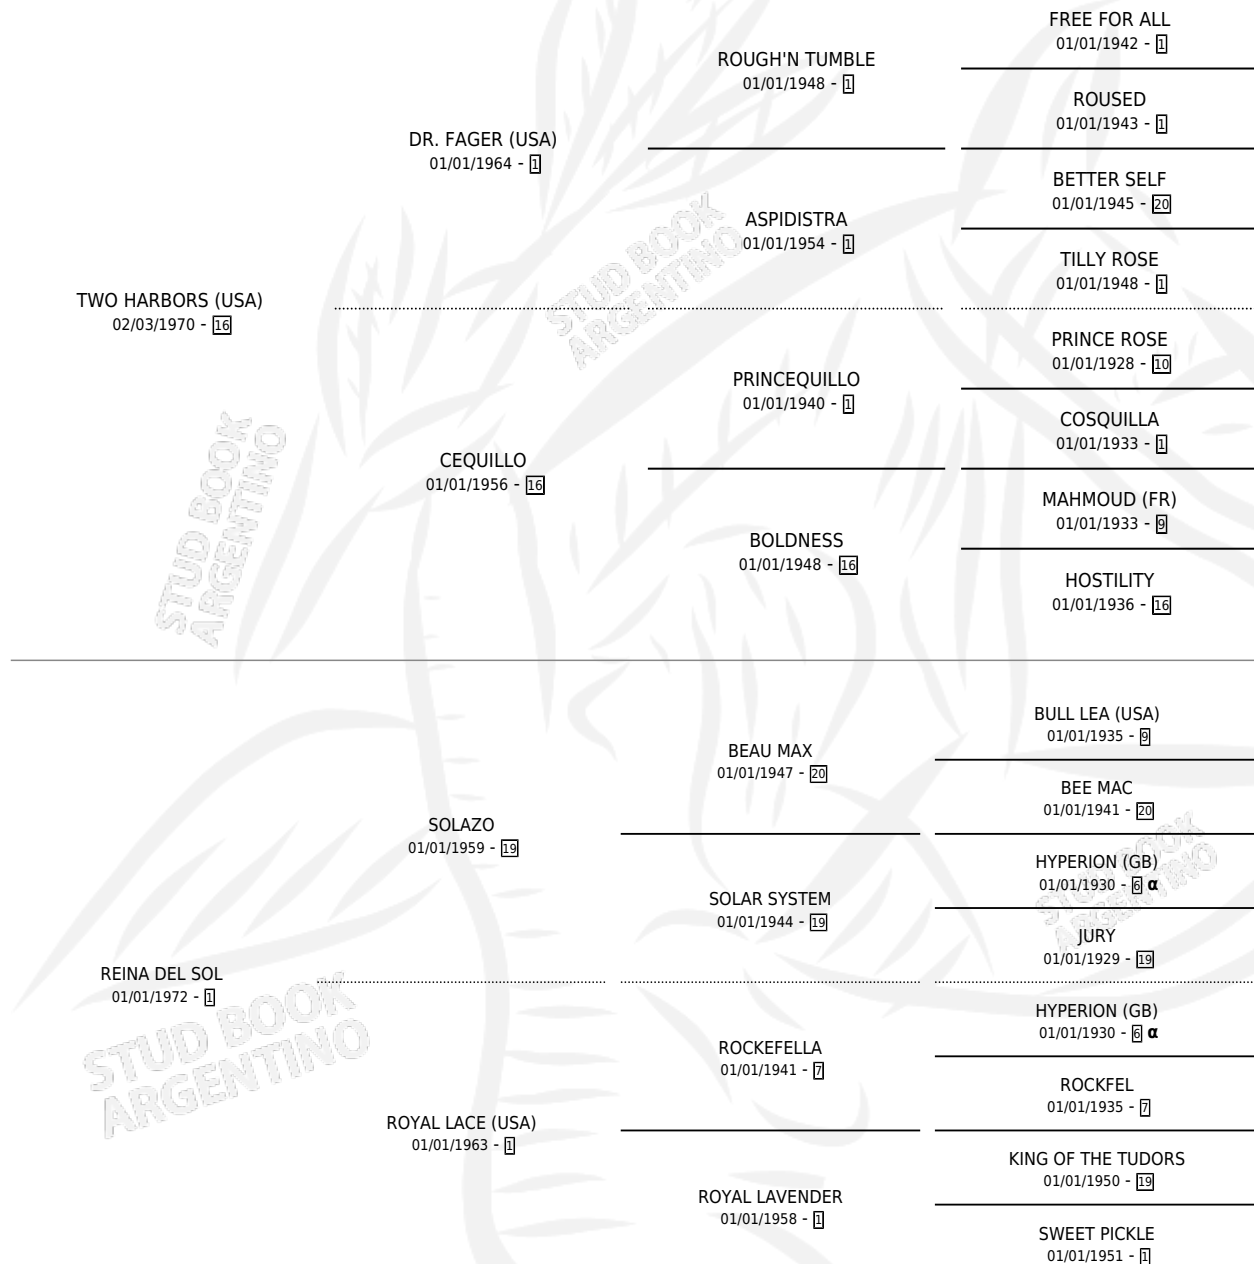 FREE FOR ALL
01/01/1942 - 1
ROUGH'N TUMBLE
01/01/1948 - 1
ROUSED
01/01/1943 - 1
DR. FAGER (USA)
01/01/1964 - 1
BETTER SELF
01/01/1945 - 20
ASPIDISTRA
01/01/1954 - 1
TILLY ROSE
01/01/1948 - 1
TWO HARBORS (USA)
02/03/1970 - 16
PRINCE ROSE
01/01/1928 - 10
PRINCEQUILLO
01/01/1940 - 1
COSQUILLA
01/01/1933 - 1
CEQUILLO
01/01/1956 - 16
MAHMOUD (FR)
01/01/1933 - 9
BOLDNESS
01/01/1948 - 16
HOSTILITY
01/01/1936 - 16
BULL LEA (USA)
01/01/1935 - 9
BEAU MAX
01/01/1947 - 20
BEE MAC
01/01/1941 - 20
SOLAZO
01/01/1959 - 19
HYPERION (GB)
01/01/1930 - 6 α
SOLAR SYSTEM
01/01/1944 - 19
JURY
01/01/1929 - 19
REINA DEL SOL
01/01/1972 - 1
HYPERION (GB)
01/01/1930 - 6 α
ROCKEFELLA
01/01/1941 - 7
ROCKFEL
01/01/1935 - 7
ROYAL LACE (USA)
01/01/1963 - 1
KING OF THE TUDORS
01/01/1950 - 19
ROYAL LAVENDER
01/01/1958 - 1
SWEET PICKLE
01/01/1951 - 1
STUD BOOK
ARGENTINO
STUD BOOK
ARGENTINO
STUD BOOK
ARGENTINO
STUD BOOK
ARGENTINO